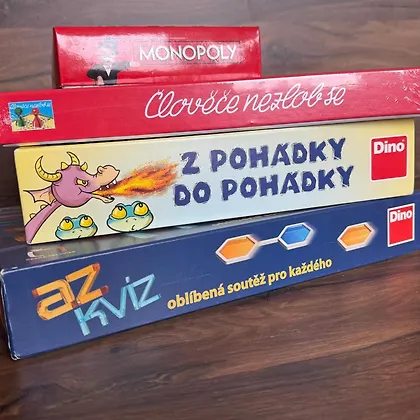 MONOPOLY
Člověče nezlob se
Z POHÁDKY
DO POHÁDKY
Dino
AZ
KVÍZ
oblíbená soutěž pro každého
Dino